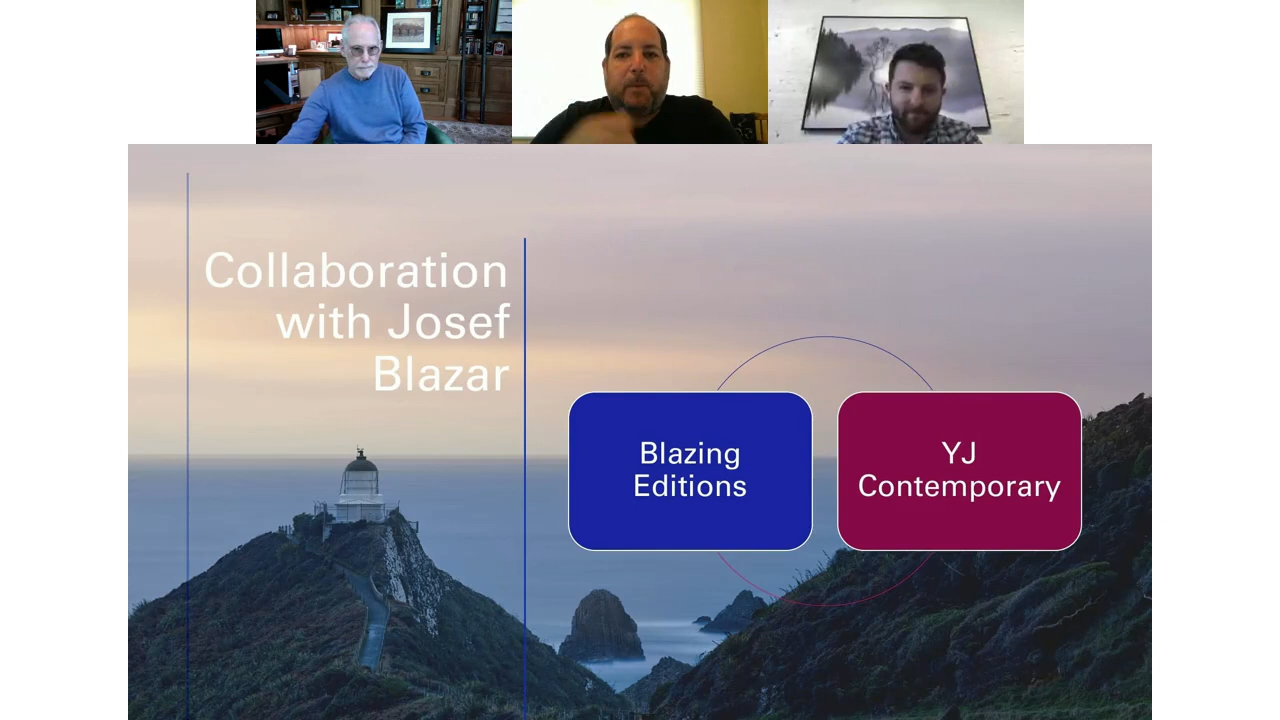 Collaboration
with Josef
Blazar
Blazing
Editions
YJ
Contemporary